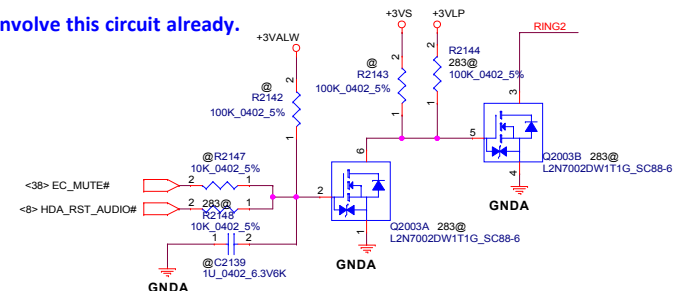 nvolve this circuit already.
+3VS
+3VLP
RING2
+3VALW
@
R2142
100K_0402_5%
2
1
@
R2143
100K_0402_5%
2
1
R2144
283@
100K_0402_5%
2
1
3
5
4
Q2003B 283@
L2N7002DW1T1G_SC88-6
GNDA
@R2147
10K_0402_5%
<38> EC_MUTE#
2
1
<8> HDA_RST_AUDIO#
2
1
283@
R2148
10K_0402_5%
6
2
1
Q2003A 283@
L2N7002DW1T1G_SC88-6
GNDA
1
2
@C2139
1U_0402_6.3V6K
GNDA